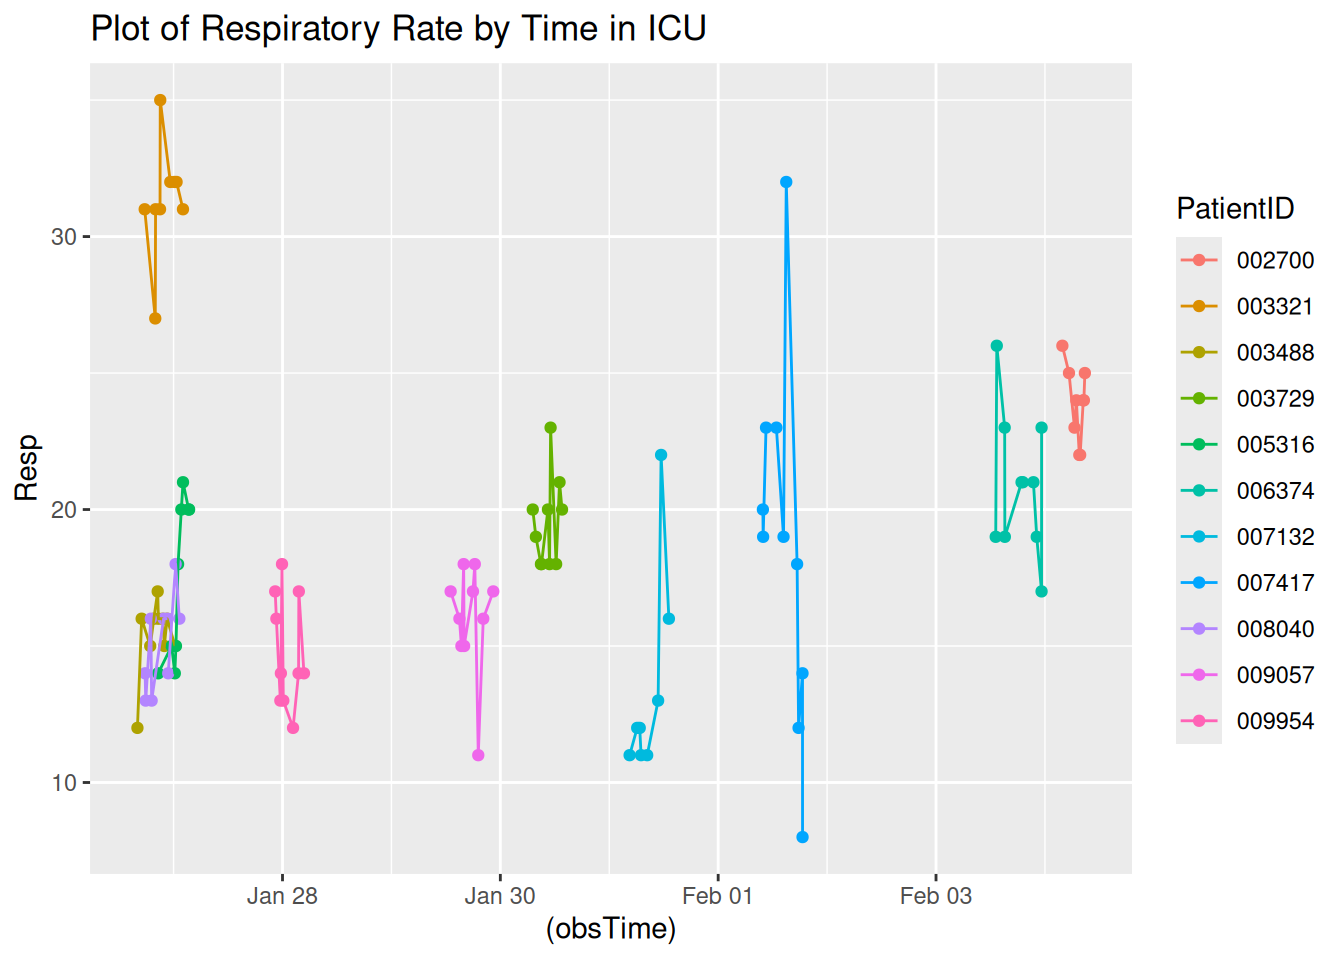 Plot of Respiratory Rate by Time in ICU
Resp
30
20
10
Jan 28
Jan 30
Feb 01
Feb 03
(obsTime)
PatientID
002700
003321
003488
003729
005316
006374
007132
007417
008040
009057
009954